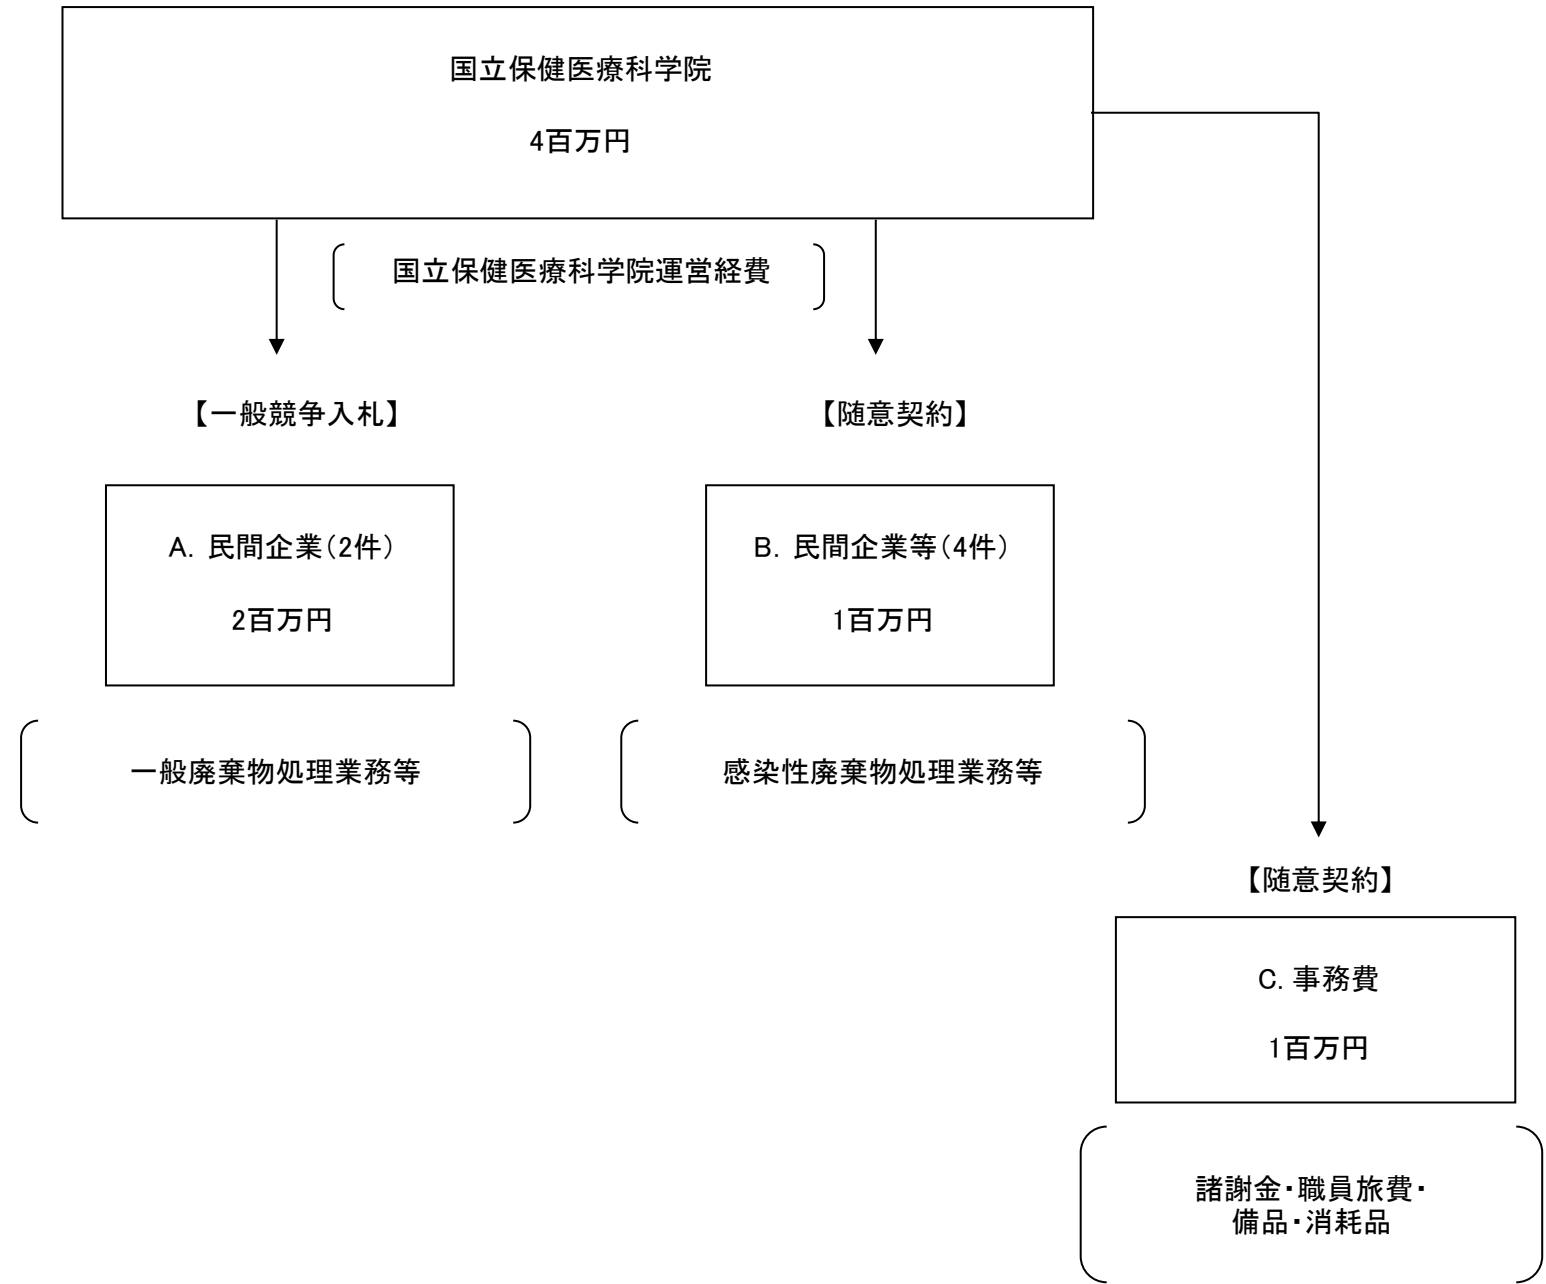 国立保健医療科学院
4百万円
国立保健医療科学院運営経費
【一般競争入札】
【随意契約】
A. 民間企業(2件)
2百万円
B. 民間企業等(4件)
1百万円
一般廃棄物処理業務等
感染性廃棄物処理業務等
【随意契約】
C. 事務費
1百万円
諸謝金・職員旅費・
備品・消耗品